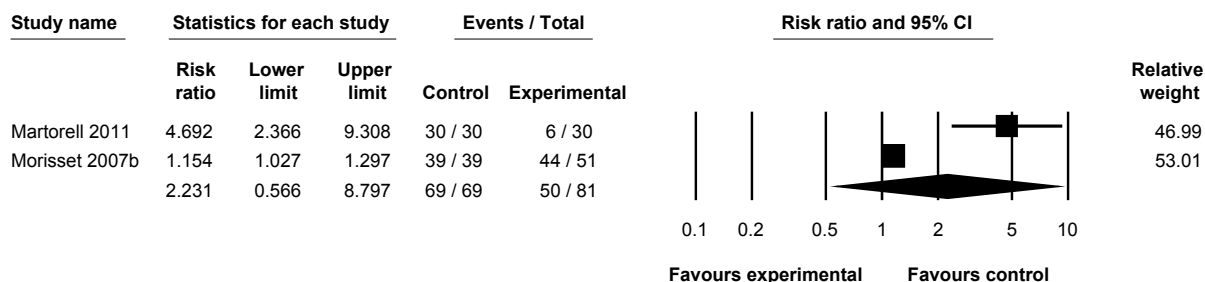 Study name Statistics for each study Events / Total Risk ratio and 95% CI
Risk ratio Lower limit Upper limit Control Experimental Relative weight
Martorell 2011 4.692 2.366 9.308 30 / 30 6 / 30 46.99
Morisset 2007b 1.154 1.027 1.297 39 / 39 44 / 51 53.01
2.231 0.566 8.797 69 / 69 50 / 81
0.1 0.2 0.5 1 2 5 10
Favours experimental Favours control